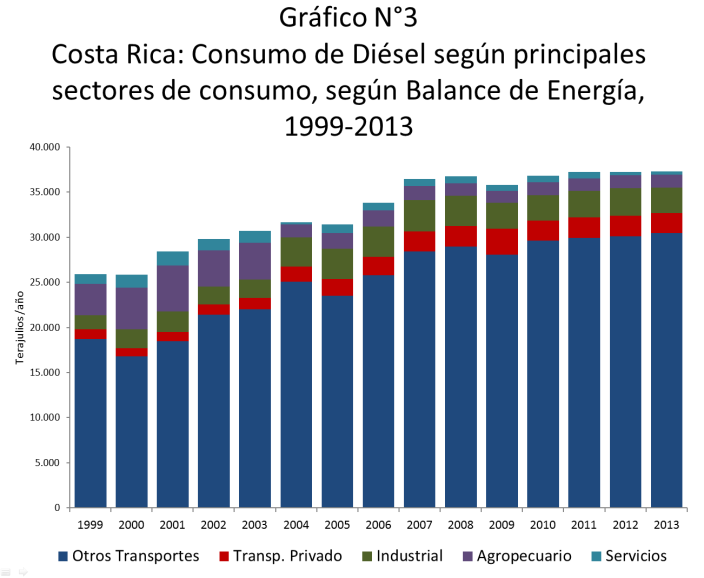 Gráfico N°3
Costa Rica: Consumo de Diésel según principales
sectores de consumo, según Balance de Energía,
1999-2013
40.000
35.000
30.000
25.000
20.000
15.000
10.000
5.000
0
Terajulios/año
1999 2000 2001 2002 2003 2004 2005 2006 2007 2008 2009 2010 2011 2012 2013
Otros Transportes Transp. Privado Industrial Agropecuario Servicios